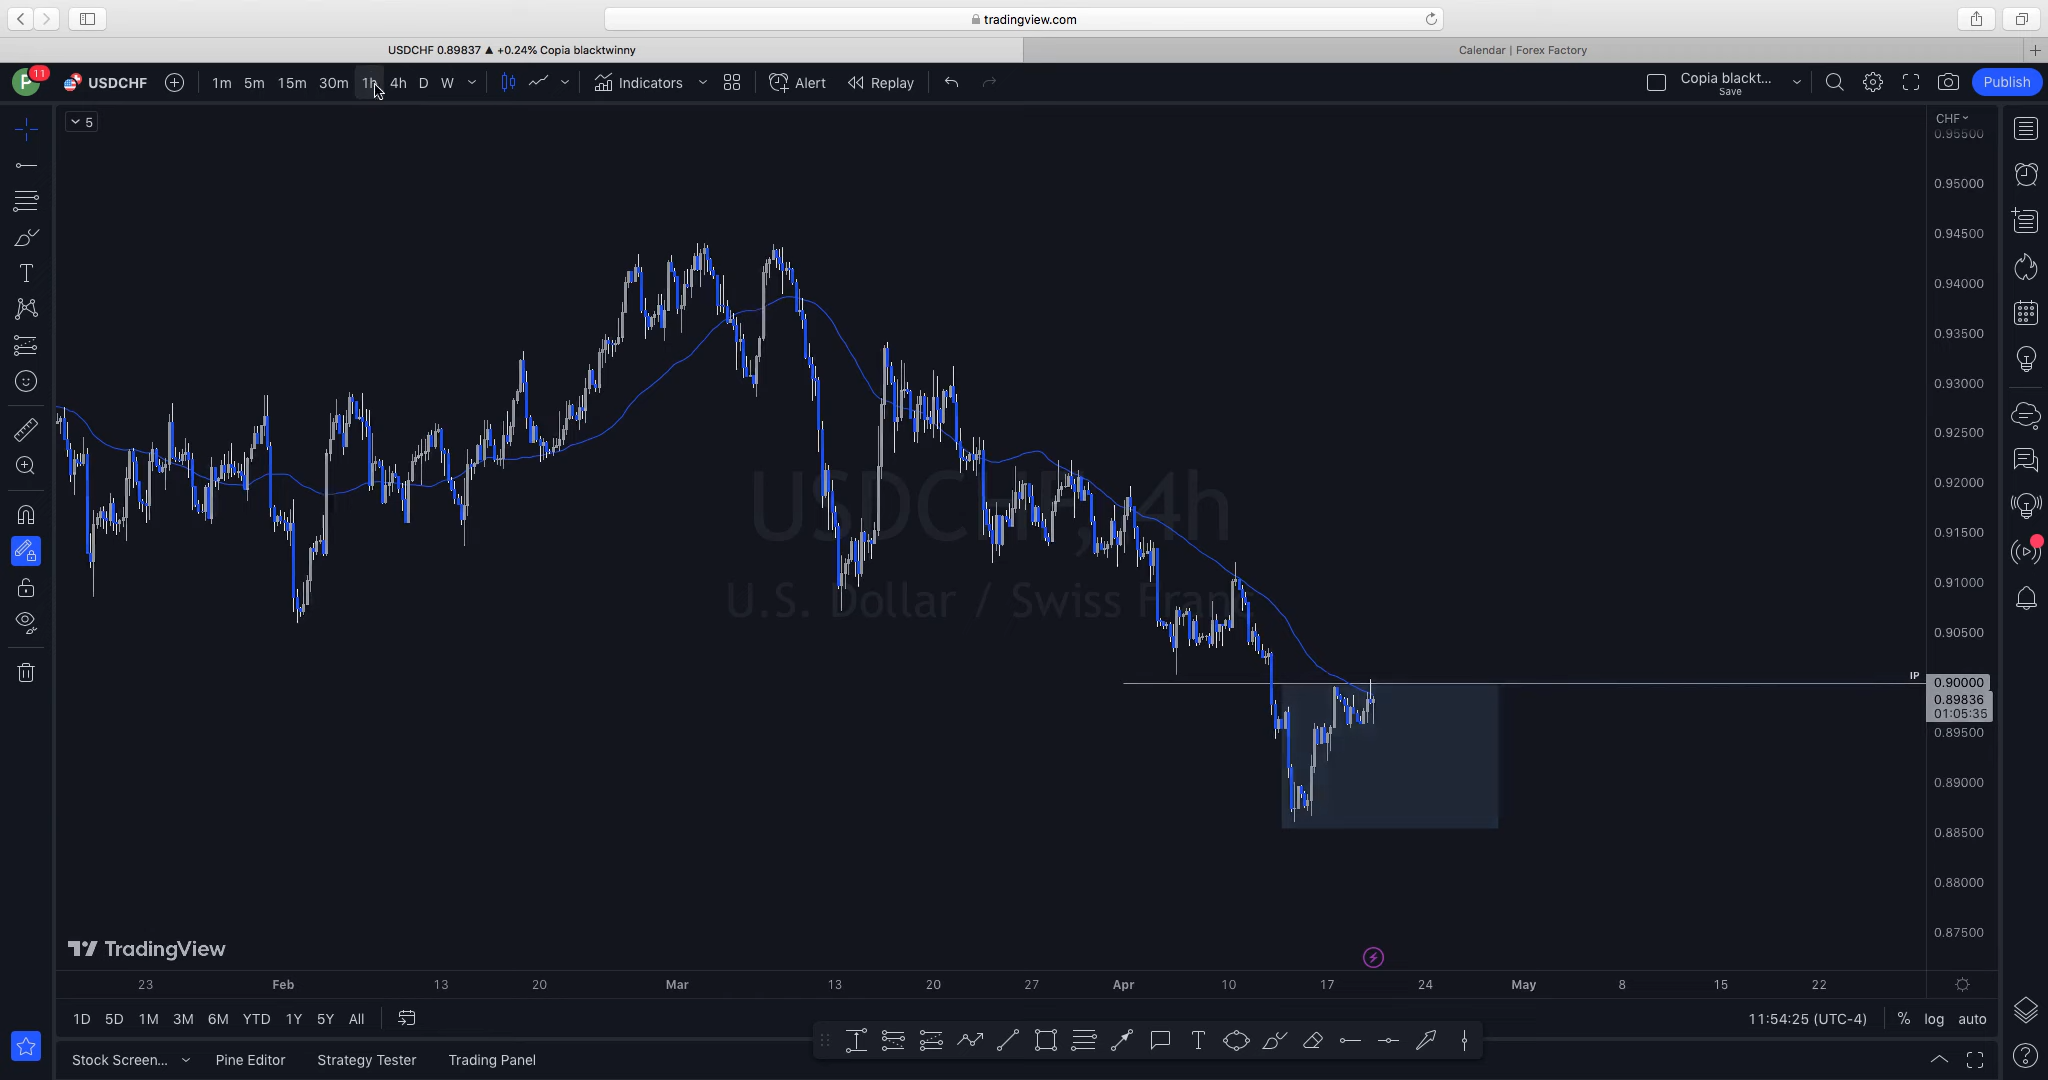 tradingview.com
USDCHF 0.89837 ▲ +0.24% Copia blacktwinny
Calendar | Forex Factory
P 11 USDCHF 1m 5m 15m 30m 1h 4h D W Indicators Alert Replay Copia blackt... Publish
Save
5
CHF
0.95500
0.95000
0.94500
0.94000
0.93500
0.93000
0.92500
0.92000
0.91500
0.91000
0.90500
IP
0.90000
0.89836
01:05:35
0.89500
0.89000
0.88500
0.88000
0.87500
USDCHF, 4h
U.S. Dollar / Swiss Franc
TradingView
23 Feb 13 20 Mar 13 20 27 Apr 10 17 24 May 8 15 22
1D 5D 1M 3M 6M YTD 1Y 5Y All 11:54:25 (UTC-4) % log auto
Stock Screen... Pine Editor Strategy Tester Trading Panel